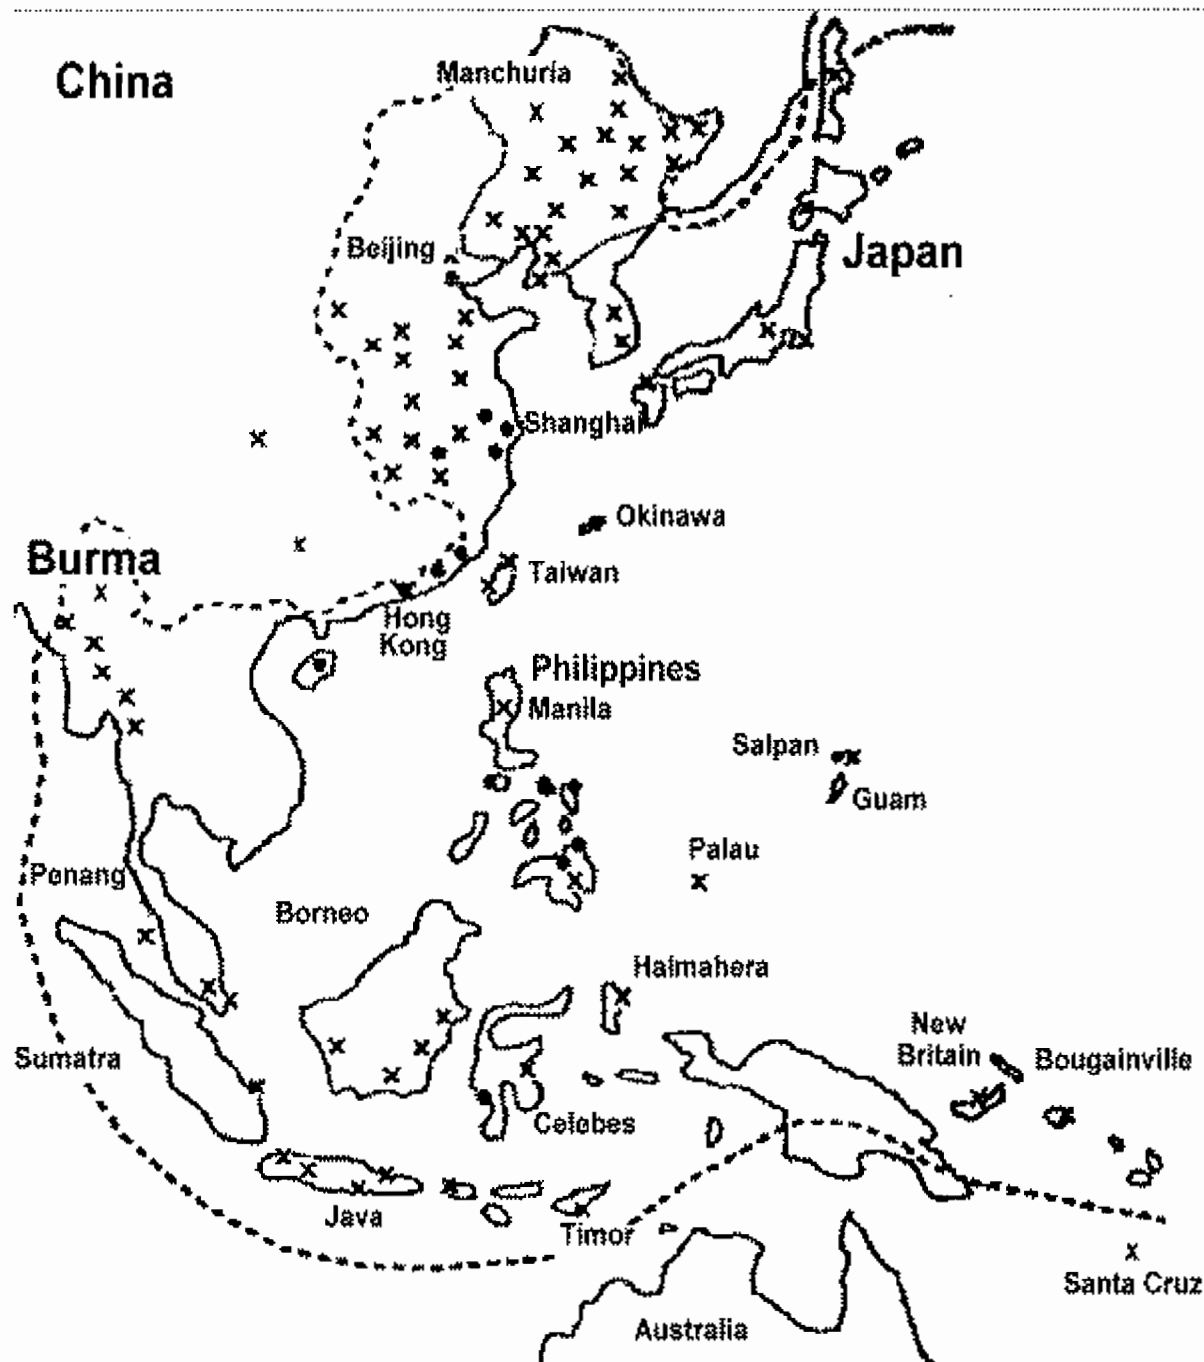 China
Manchuria
Beijing
Japan
Shanghai
Okinawa
Burma
Taiwan
Hong
Kong
Philippines
Manila
Saipan
Guam
Penang
Palau
Borneo
Halmahera
New
Britain
Bougainville
Sumatra
Celebes
Java
Timor
Santa Cruz
Australia